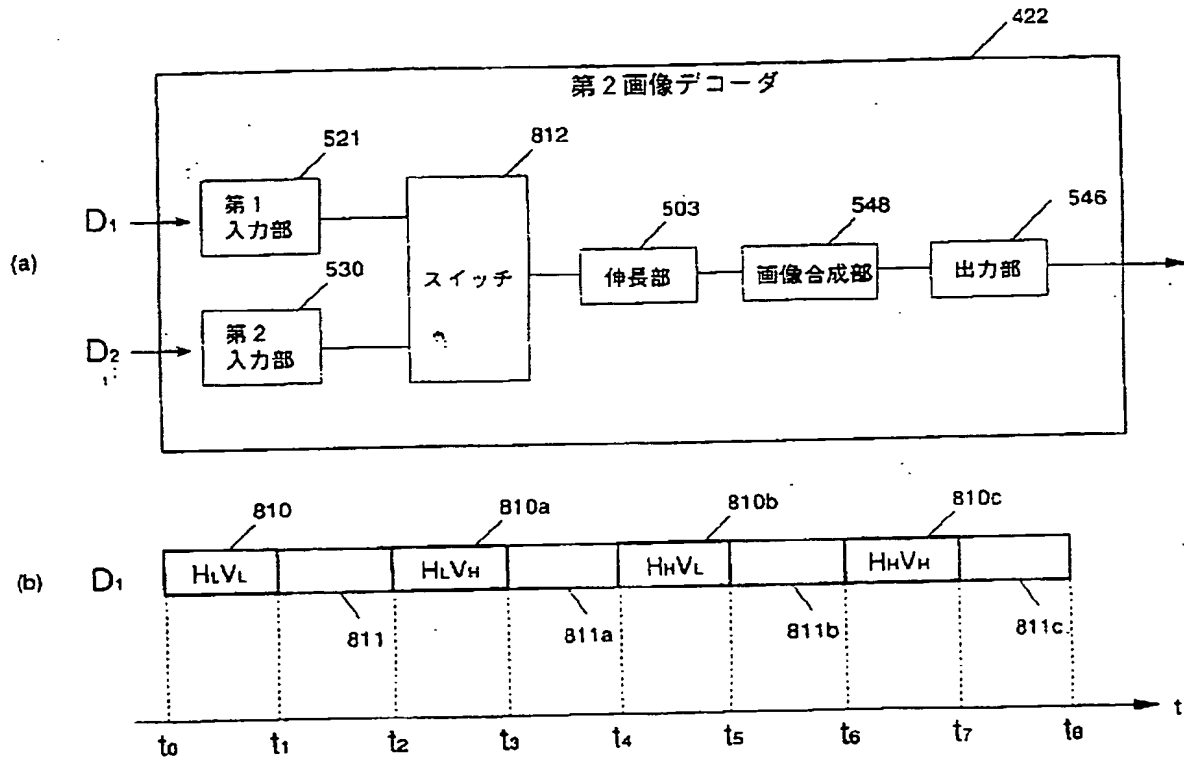 422
第2画像デコーダ
521
812
第1
入力部
D1
503
548
546
(a)
530
スイッチ
伸長部
画像合成部
出力部
第2
入力部
D2
810
810a
810b
810c
(b)
D1
HLVL
HLVH
HHVL
HHVH
811
811a
811b
811c
t
t0
t1
t2
t3
t4
t5
t6
t7
t8